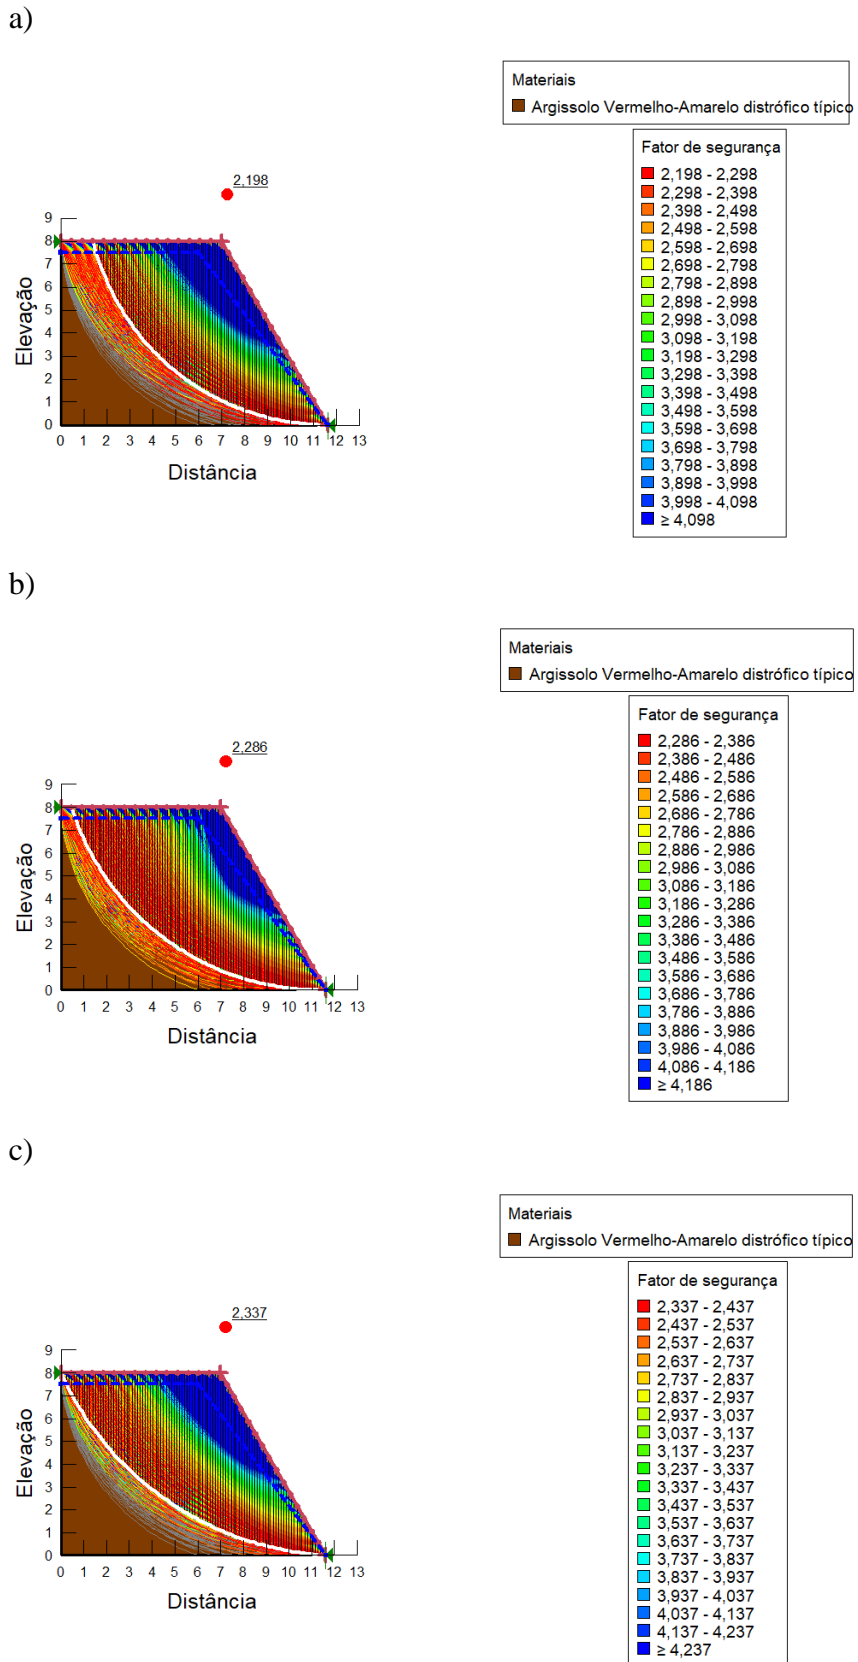 a)
Materiais
Argissolo Vermelho-Amarelo distrófico típico
Fator de segurança
2,198 - 2,298
2,298 - 2,398
2,398 - 2,498
2,498 - 2,598
2,598 - 2,698
2,698 - 2,798
2,798 - 2,898
2,898 - 2,998
2,998 - 3,098
3,098 - 3,198
3,198 - 3,298
3,298 - 3,398
3,398 - 3,498
3,498 - 3,598
3,598 - 3,698
3,698 - 3,798
3,798 - 3,898
3,898 - 3,998
3,998 - 4,098
≥ 4,098
2,198
9
8
7
6
5
4
3
2
1
0
Elevação
0 1 2 3 4 5 6 7 8 9 10 11 12 13
Distância
b)
Materiais
Argissolo Vermelho-Amarelo distrófico típico
Fator de segurança
2,286 - 2,386
2,386 - 2,486
2,486 - 2,586
2,586 - 2,686
2,686 - 2,786
2,786 - 2,886
2,886 - 2,986
2,986 - 3,086
3,086 - 3,186
3,186 - 3,286
3,286 - 3,386
3,386 - 3,486
3,486 - 3,586
3,586 - 3,686
3,686 - 3,786
3,786 - 3,886
3,886 - 3,986
3,986 - 4,086
4,086 - 4,186
≥ 4,186
2,286
9
8
7
6
5
4
3
2
1
0
Elevação
0 1 2 3 4 5 6 7 8 9 10 11 12 13
Distância
c)
Materiais
Argissolo Vermelho-Amarelo distrófico típico
Fator de segurança
2,337 - 2,437
2,437 - 2,537
2,537 - 2,637
2,637 - 2,737
2,737 - 2,837
2,837 - 2,937
2,937 - 3,037
3,037 - 3,137
3,137 - 3,237
3,237 - 3,337
3,337 - 3,437
3,437 - 3,537
3,537 - 3,637
3,637 - 3,737
3,737 - 3,837
3,837 - 3,937
3,937 - 4,037
4,037 - 4,137
4,137 - 4,237
≥ 4,237
2,337
9
8
7
6
5
4
3
2
1
0
Elevação
0 1 2 3 4 5 6 7 8 9 10 11 12 13
Distância